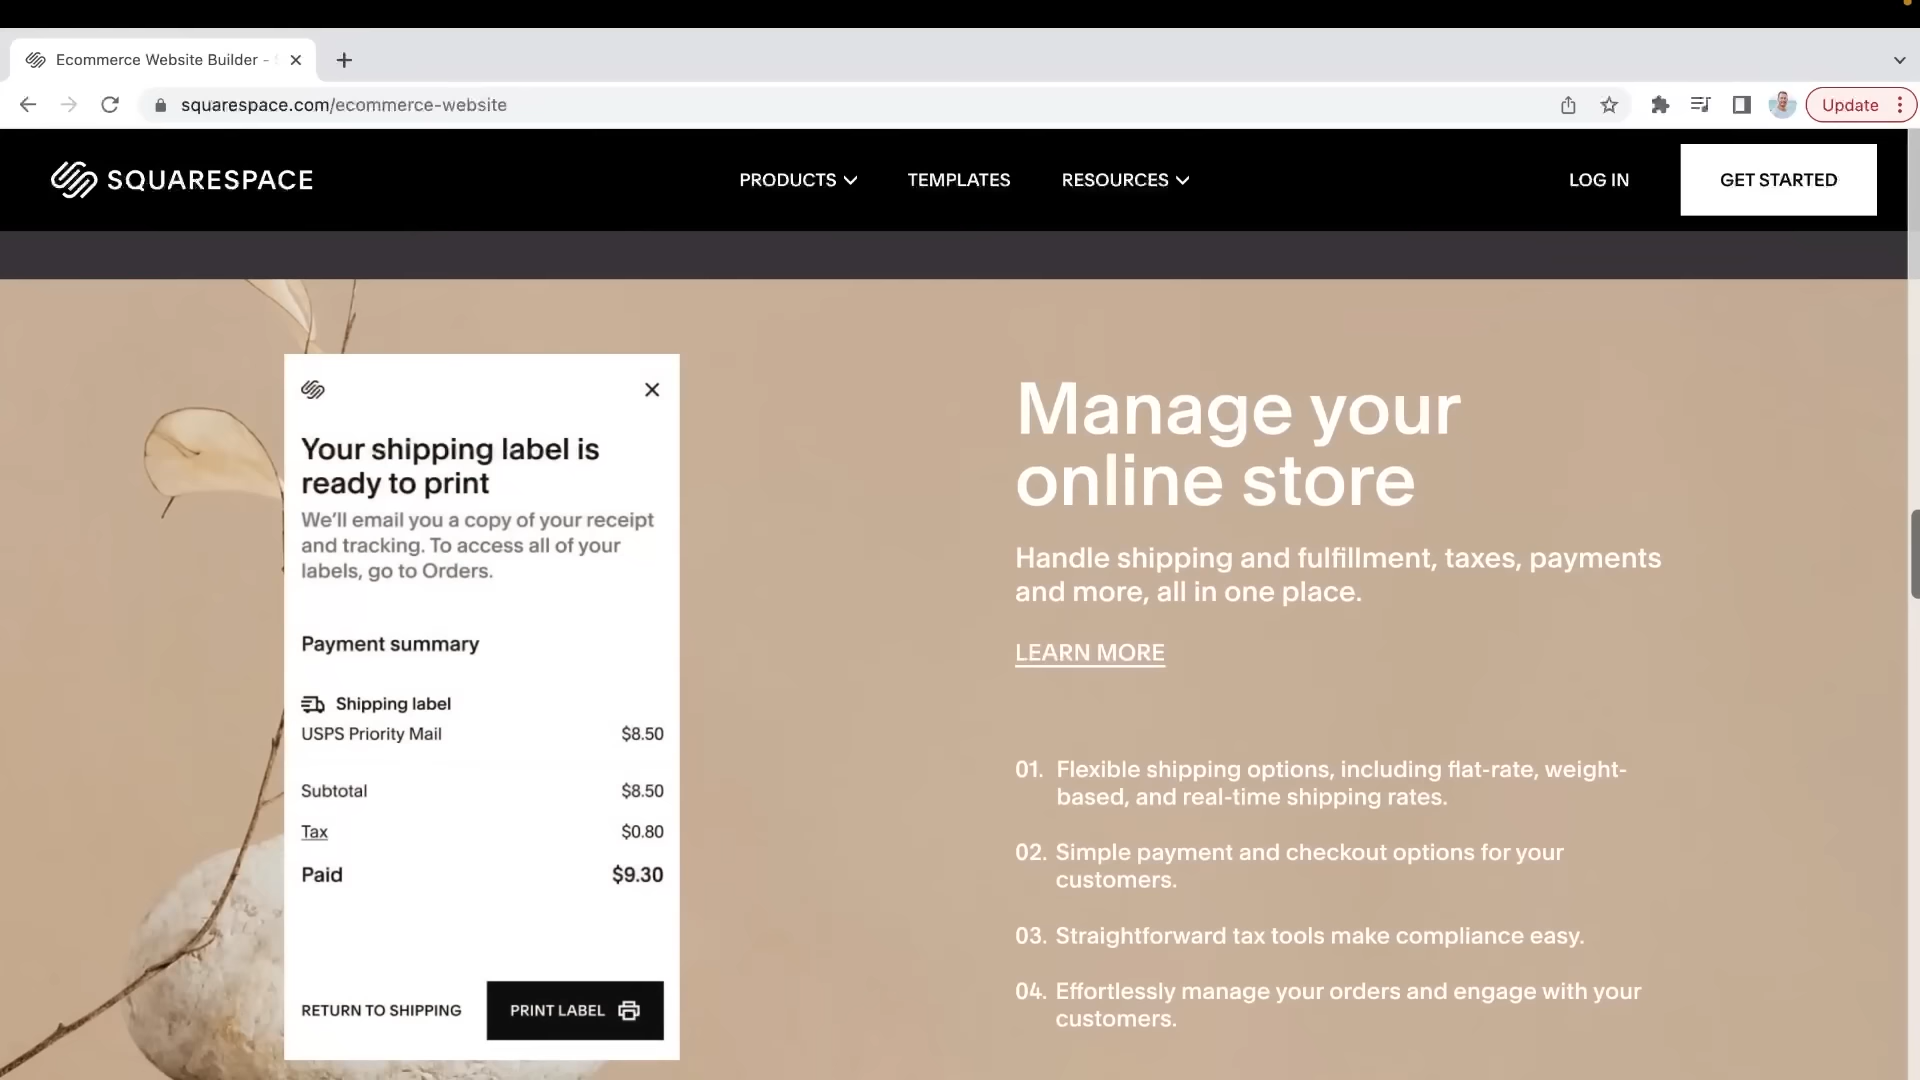 Ecommerce Website Builder -
squarespace.com/ecommerce-website
Update
SQUARESPACE
PRODUCTS
TEMPLATES
RESOURCES
LOG IN
GET STARTED
Your shipping label is
ready to print
We'll email you a copy of your receipt
and tracking. To access all of your
labels, go to Orders.
Payment summary
Shipping label
USPS Priority Mail $8.50
Subtotal $8.50
Tax $0.80
Paid $9.30
RETURN TO SHIPPING
PRINT LABEL
Manage your
online store
Handle shipping and fulfillment, taxes, payments
and more, all in one place.
LEARN MORE
01. Flexible shipping options, including flat-rate, weight-
based, and real-time shipping rates.
02. Simple payment and checkout options for your
customers.
03. Straightforward tax tools make compliance easy.
04. Effortlessly manage your orders and engage with your
customers.